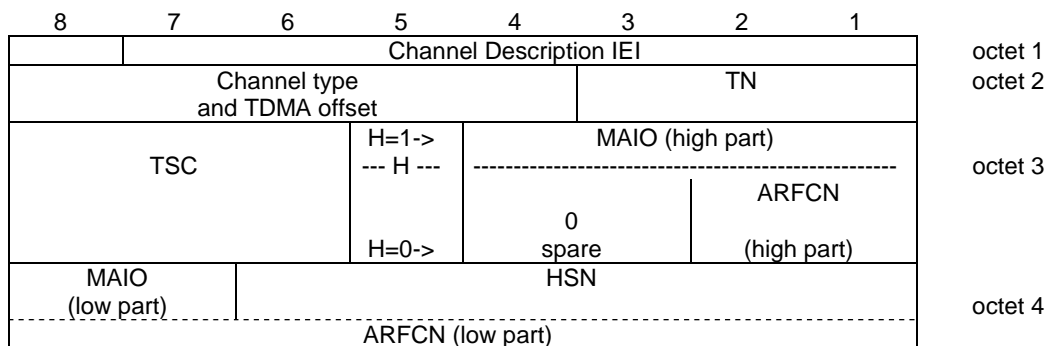 8 7 6 5 4 3 2 1
Channel Description IEI octet 1
Channel type TN octet 2
and TDMA offset
H=1-> MAIO (high part)
TSC --- H --- ---------------------------------------------------- octet 3
ARFCN
0
H=0-> spare (high part)
MAIO HSN
(low part) octet 4
ARFCN (low part)